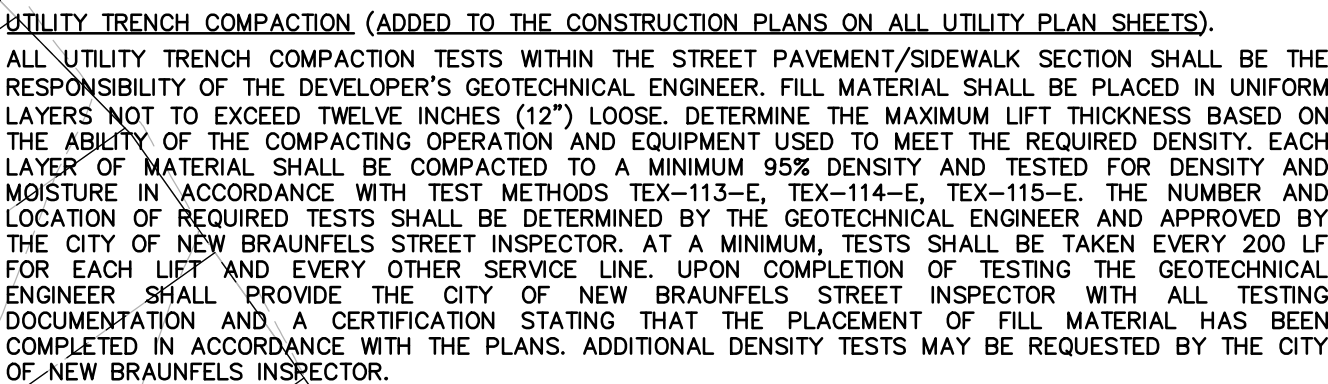 UTILITY TRENCH COMPACTION (ADDED TO THE CONSTRUCTION PLANS ON ALL UTILITY PLAN SHEETS).
ALL UTILITY TRENCH COMPACTION TESTS WITHIN THE STREET PAVEMENT/SIDEWALK SECTION SHALL BE THE
RESPONSIBILITY OF THE DEVELOPER'S GEOTECHNICAL ENGINEER. FILL MATERIAL SHALL BE PLACED IN UNIFORM
LAYERS NOT TO EXCEED TWELVE INCHES (12") LOOSE. DETERMINE THE MAXIMUM LIFT THICKNESS BASED ON
THE ABILITY OF THE COMPACTING OPERATION AND EQUIPMENT USED TO MEET THE REQUIRED DENSITY. EACH
LAYER OF MATERIAL SHALL BE COMPACTED TO A MINIMUM 95% DENSITY AND TESTED FOR DENSITY AND
MOISTURE IN ACCORDANCE WITH TEST METHODS TEX-113-E, TEX-114-E, TEX-115-E. THE NUMBER AND
LOCATION OF REQUIRED TESTS SHALL BE DETERMINED BY THE GEOTECHNICAL ENGINEER AND APPROVED BY
THE CITY OF NEW BRAUNFELS STREET INSPECTOR. AT A MINIMUM, TESTS SHALL BE TAKEN EVERY 200 LF
FOR EACH LIFT AND EVERY OTHER SERVICE LINE. UPON COMPLETION OF TESTING THE GEOTECHNICAL
ENGINEER SHALL PROVIDE THE CITY OF NEW BRAUNFELS STREET INSPECTOR WITH ALL TESTING
DOCUMENTATION AND A CERTIFICATION STATING THAT THE PLACEMENT OF FILL MATERIAL HAS BEEN
COMPLETED IN ACCORDANCE WITH THE PLANS. ADDITIONAL DENSITY TESTS MAY BE REQUESTED BY THE CITY
OF NEW BRAUNFELS INSPECTOR.